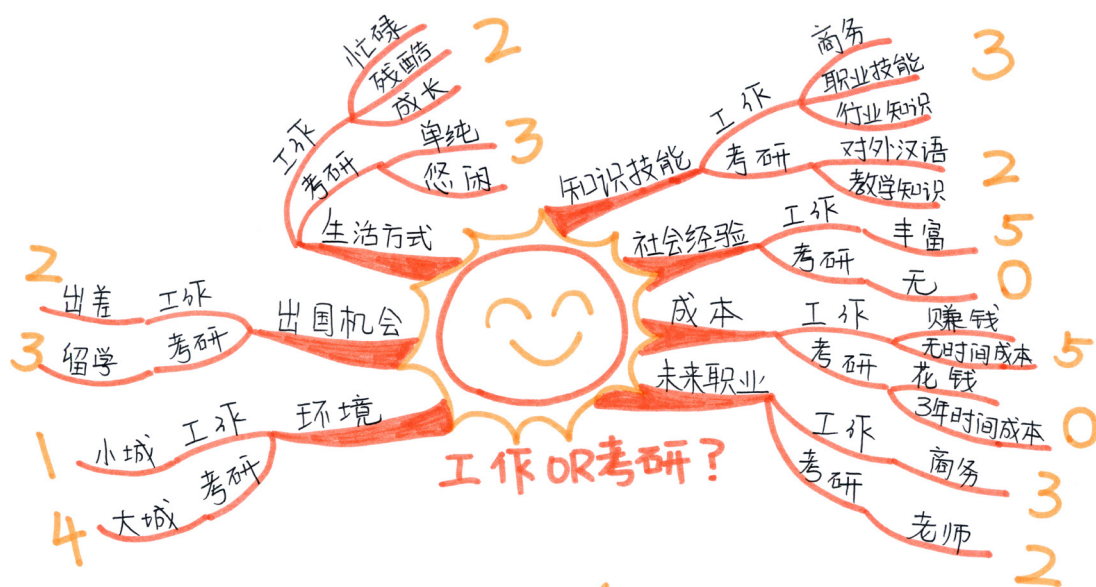 工作OR考研？
知识技能
工作
商务
职业技能
行业知识
3
考研
对外汉语
教学知识
2
社会经验
工作
丰富
5
考研
无
0
成本
工作
赚钱
无时间成本
5
考研
花钱
3年时间成本
0
未来职业
工作
商务
3
考研
老师
2
环境
工作
小城
1
考研
大城
4
出国机会
工作
出差
2
考研
留学
3
生活方式
工作
忙碌
残酷
成长
2
考研
单纯
悠闲
3